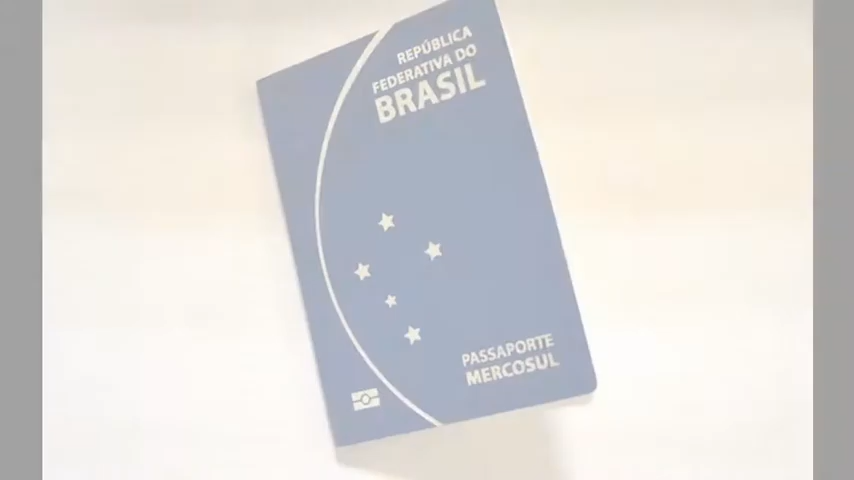 REPÚBLICA
FEDERATIVA DO
BRASIL
PASSAPORTE
MERCOSUL